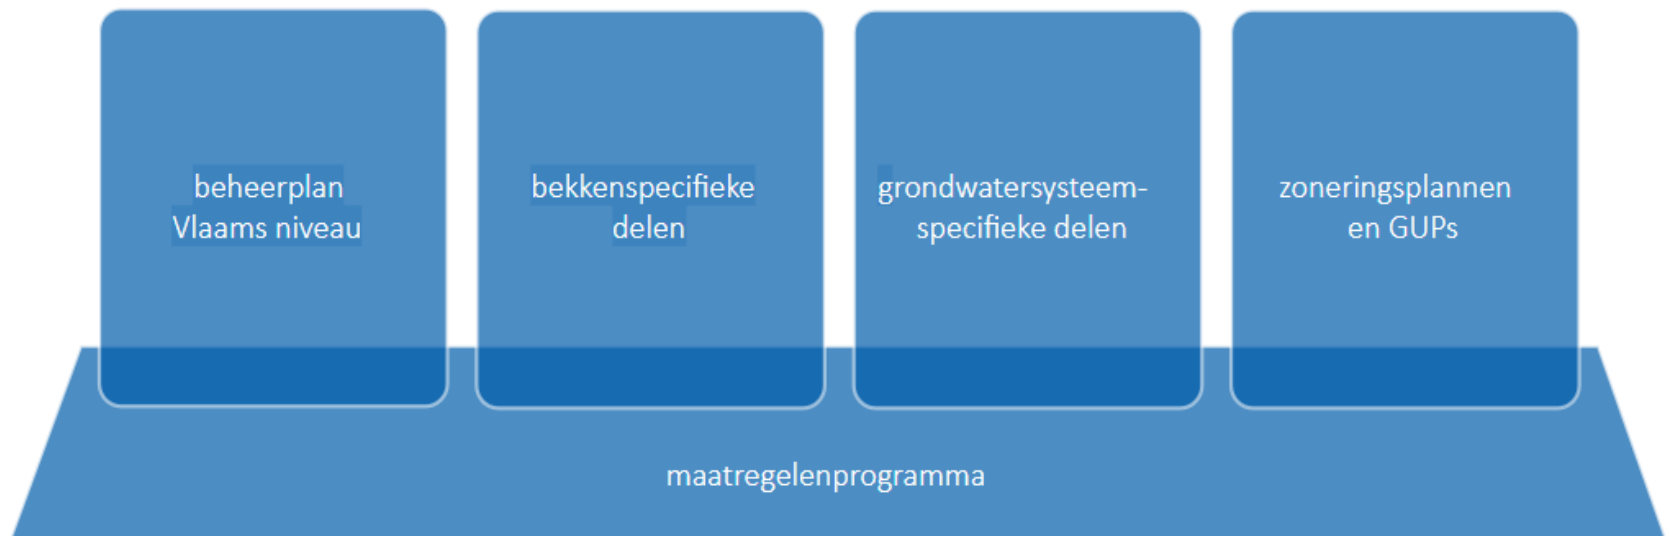 beheerplan
Vlaams niveau
bekkenspecifieke
delen
grondwatersysteem-
specifieke delen
zoneringsplannen
en GUPs
maatregelenprogramma